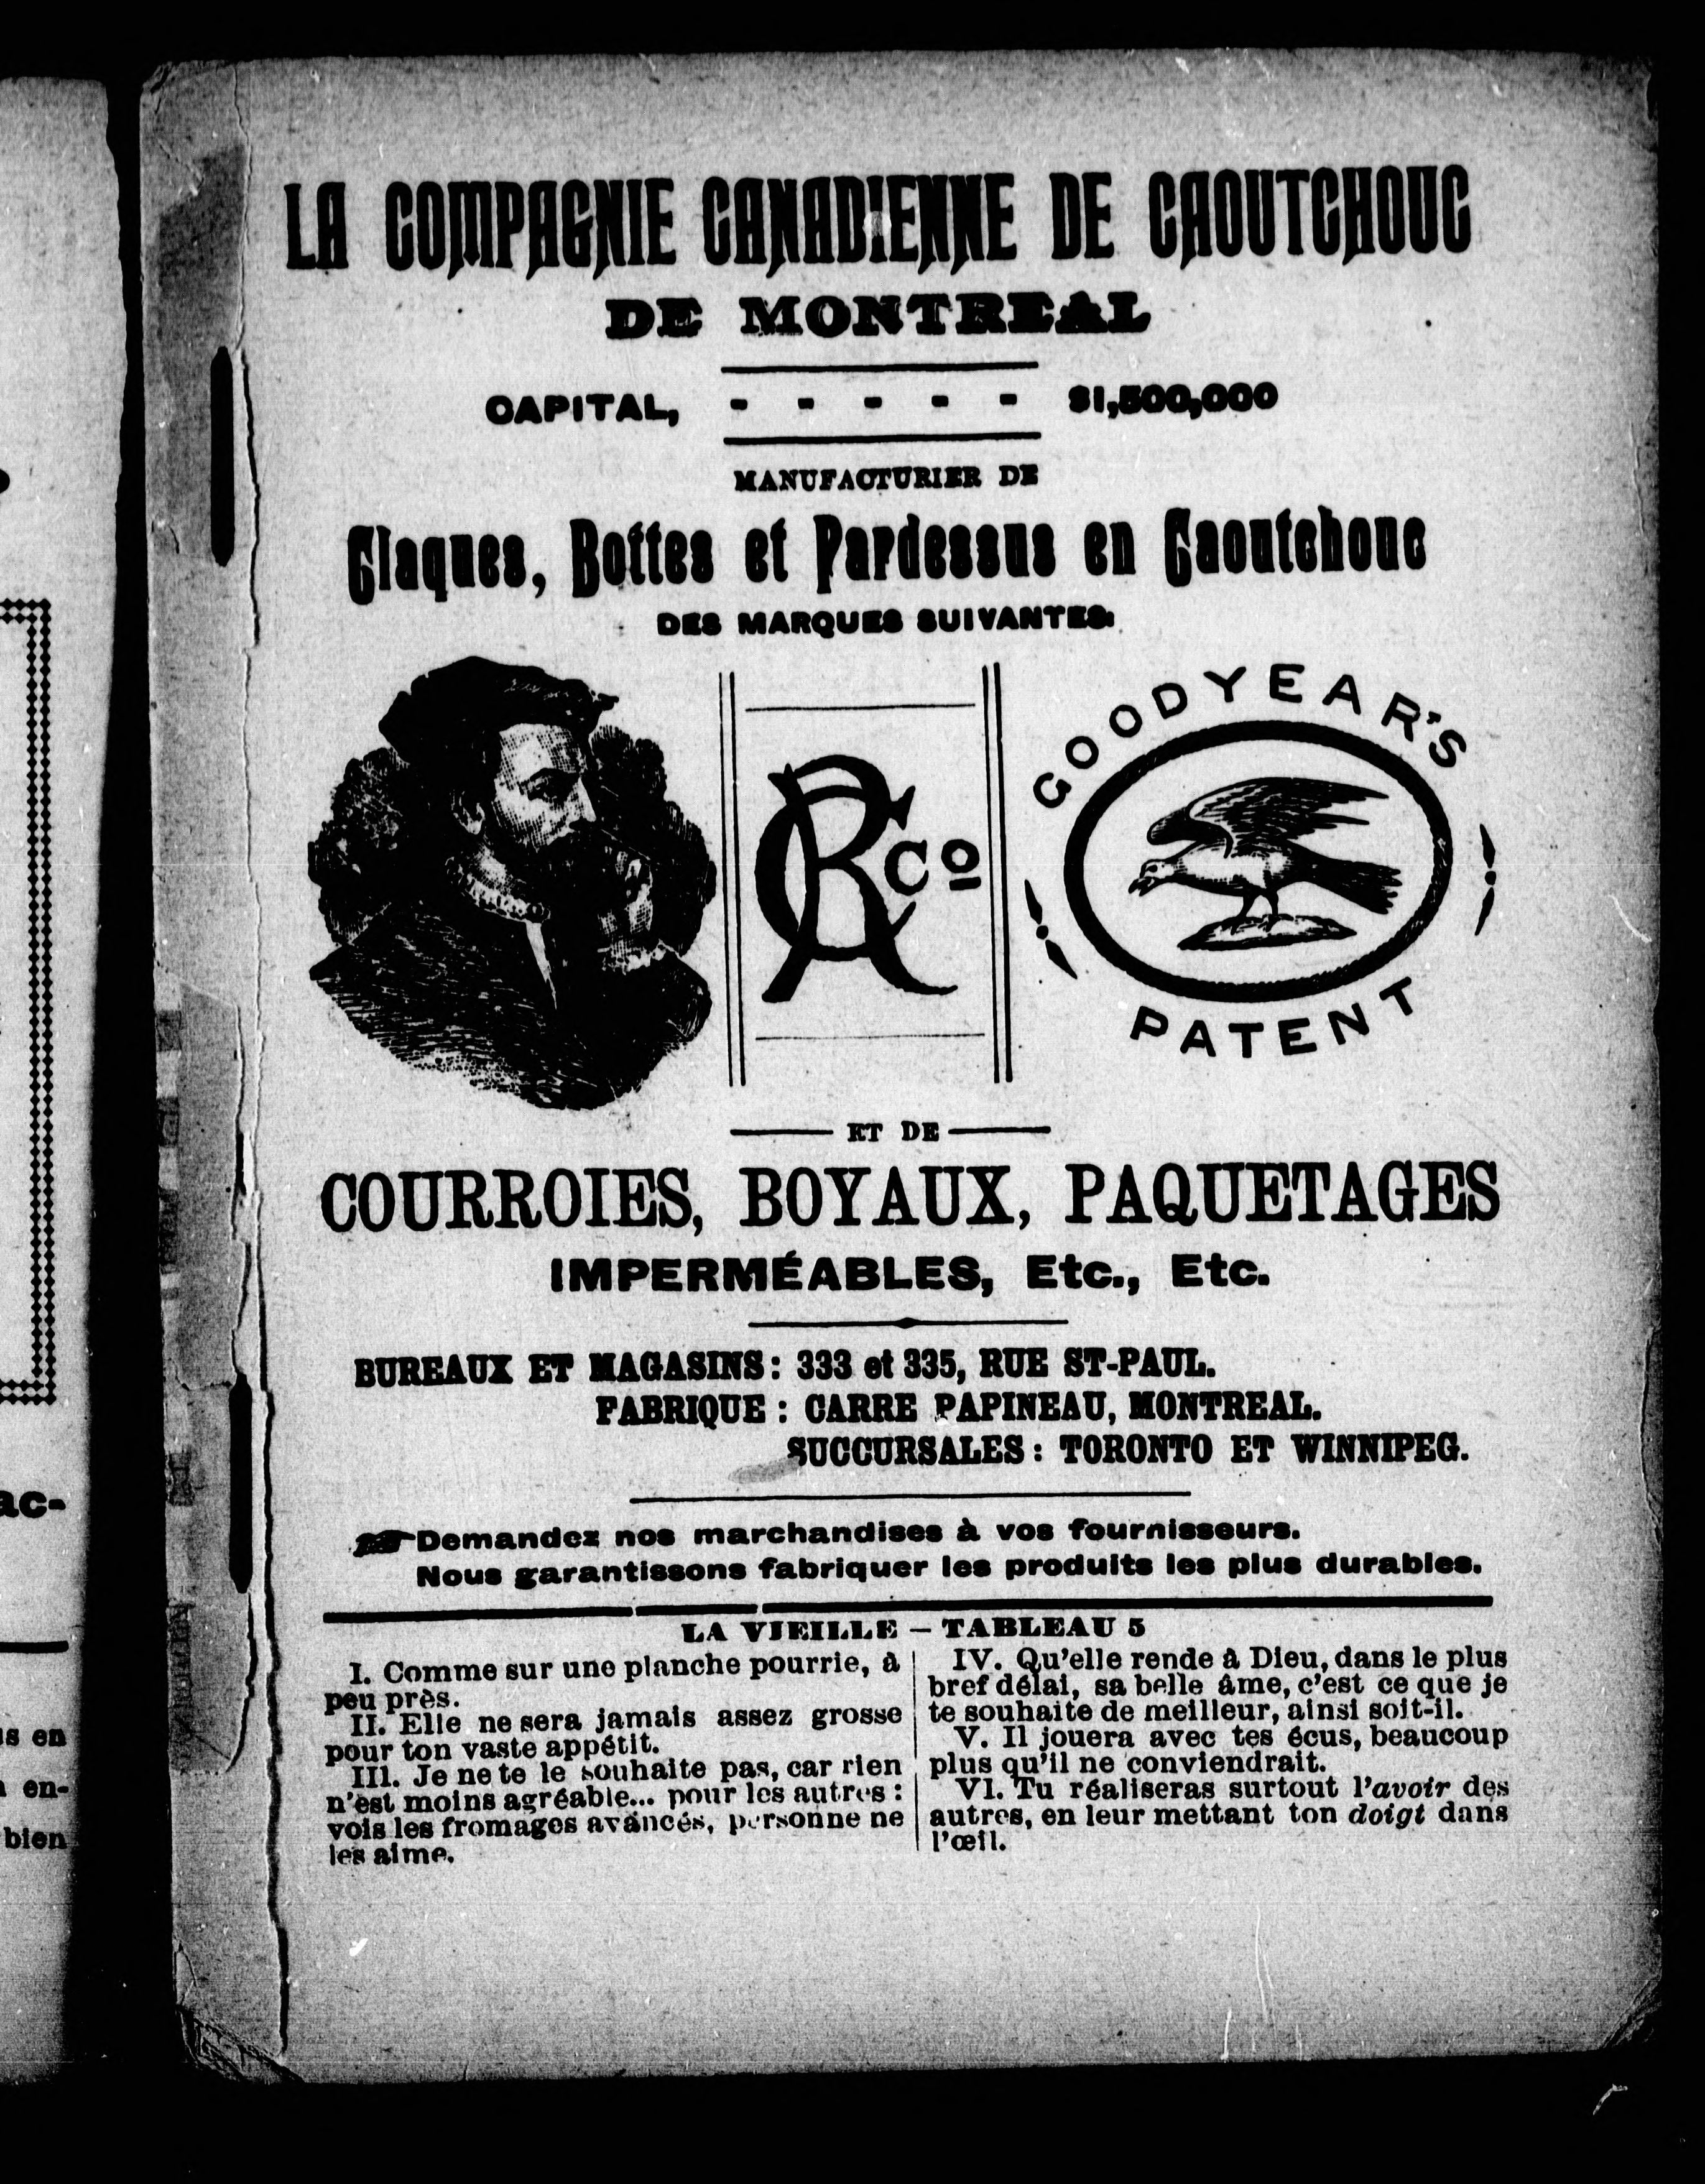 LA COMPAGNIE CANADIENNE DE CAOUTCHOUC
DE MONTREAL
CAPITAL, - - - - - $1,500,000
MANUFACTURIER DE
Claques, Bottes et Pardessus en Caoutchouc
DES MARQUES SUIVANTES:
CR Co
GOODYEAR'S
PATENT
ET DE
COURROIES, BOYAUX, PAQUETAGES
IMPERMÉABLES, Etc., Etc.
BUREAUX ET MAGASINS: 333 et 335, RUE ST-PAUL.
FABRIQUE: CARRE PAPINEAU, MONTREAL.
SUCCURSALES: TORONTO ET WINNIPEG.
Demandez nos marchandises à vos fournisseurs.
Nous garantissons fabriquer les produits les plus durables.
LA VIEILLE — TABLEAU 5
I. Comme sur une planche pourrie, à
peu près.
II. Elle ne sera jamais assez grosse
pour ton vaste appétit.
III. Je ne te le souhaite pas, car rien
n'est moins agréable... pour les autres :
vois les fromages avancés, personne ne
les aime.
IV. Qu'elle rende à Dieu, dans le plus
bref délai, sa belle âme, c'est ce que je
te souhaite de meilleur, ainsi soit-il.
V. Il jouera avec tes écus, beaucoup
plus qu'il ne conviendrait.
VI. Tu réaliseras surtout l'avoir des
autres, en leur mettant ton doigt dans
l'œil.
ac-
en
en-
bien